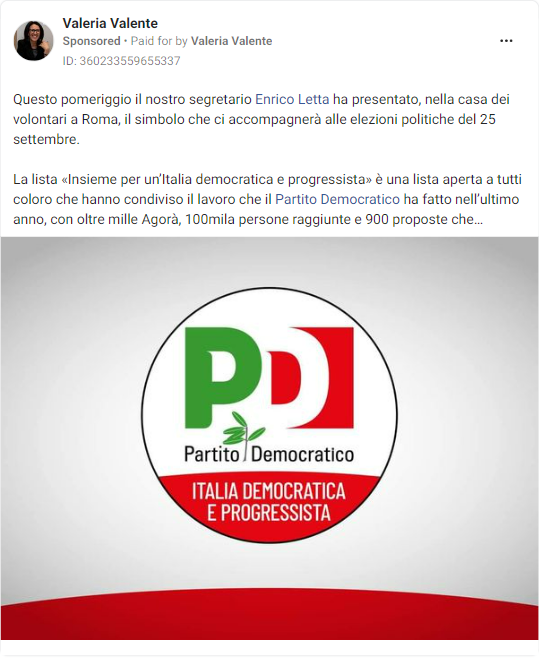 Valeria Valente
Sponsored • Paid for by Valeria Valente
ID: 360233559655337
Questo pomeriggio il nostro segretario Enrico Letta ha presentato, nella casa dei
volontari a Roma, il simbolo che ci accompagnerà alle elezioni politiche del 25
settembre.
La lista «Insieme per un’Italia democratica e progressista» è una lista aperta a tutti
coloro che hanno condiviso il lavoro che il Partito Democratico ha fatto nell’ultimo
anno, con oltre mille Agorà, 100mila persone raggiunte e 900 proposte che…
PD
Partito Democratico
ITALIA DEMOCRATICA
E PROGRESSISTA